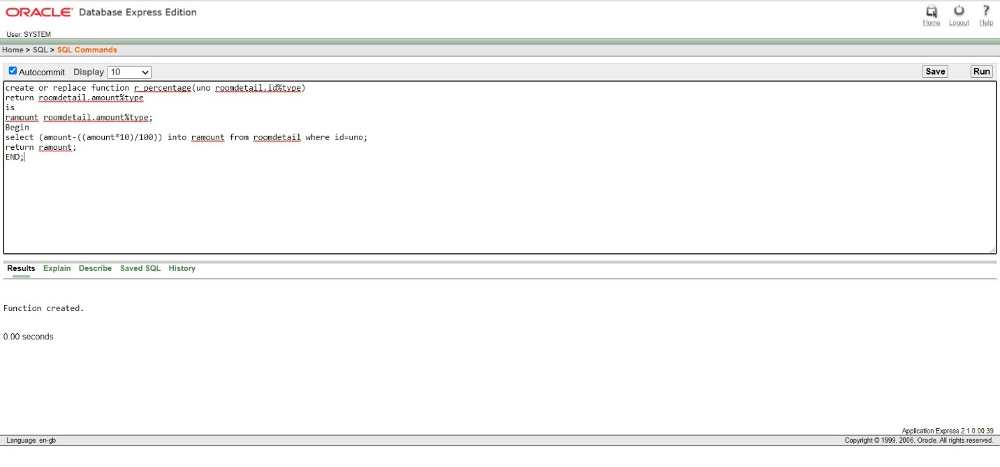 ORACLE Database Express Edition
Home Logout Help
User: SYSTEM
Home > SQL > SQL Commands
Autocommit Display 10 Save Run
create or replace function r_percentage(uno roomdetail.id%type)
return roomdetail.amount%type
is
ramount roomdetail.amount%type;
Begin
select (amount-((amount*10)/100)) into ramount from roomdetail where id=uno;
return ramount;
END;
Results Explain Describe Saved SQL History
Function created.
0.00 seconds
Application Express 2.1.0.00.39
Language: en-gb Copyright © 1999, 2006, Oracle. All rights reserved.